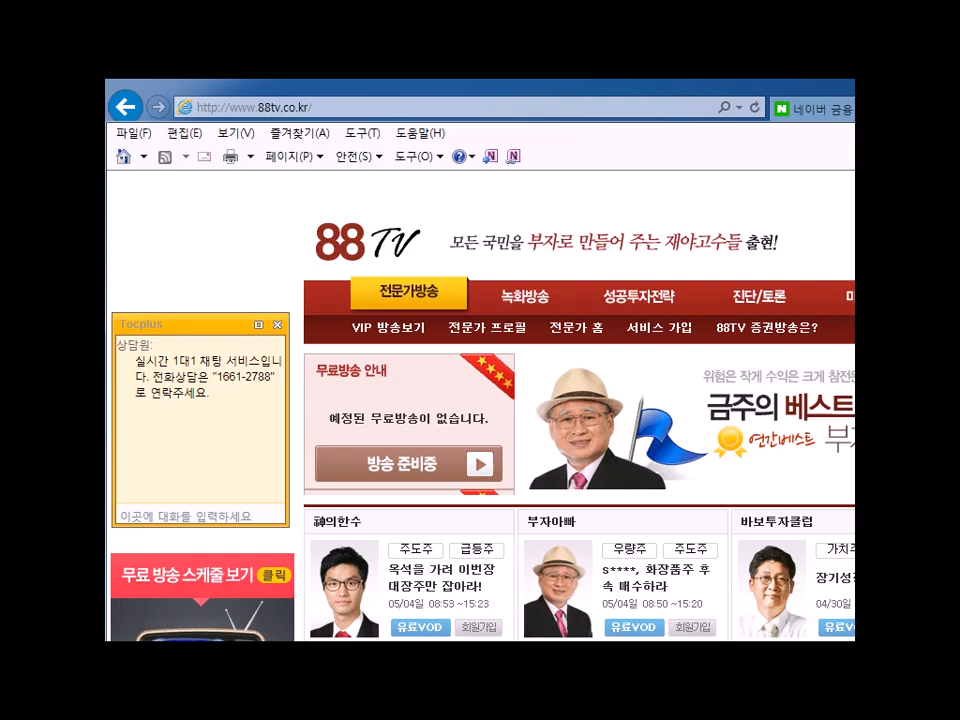 http://www.88tv.co.kr/
네이버 금융
파일(F) 편집(E) 보기(V) 즐겨찾기(A) 도구(T) 도움말(H)
페이지(P) 안전(S) 도구(O)
88 TV 모든 국민을 부자로 만들어 주는 재야고수들 출현!
전문가방송 녹화방송 성공투자전략 진단/토론
VIP 방송보기 전문가 프로필 전문가 홈 서비스 가입 88TV 증권방송은?
Tocplus
상담원:
실시간 1대1 채팅 서비스입니
다. 전화상담은 "1661-2788"
로 연락주세요.
이곳에 대화를 입력하세요
무료 방송 스케줄 보기 클릭
무료방송 안내
예정된 무료방송이 없습니다.
방송 준비중
위험은 작게 수익은 크게 참전
금주의 베스트
연간베스트
神의한수
주도주 급등주
옥석을 가려 이번장
대장주만 잡아라!
05/04일 08:53 ~15:23
유료VOD 회원가입
부자아빠
우량주 주도주
s****, 화장품주 후
속 매수하라
05/04일 08:50 ~15:20
유료VOD 회원가입
바보투자클럽
가치주
장기성
04/30일
유료V